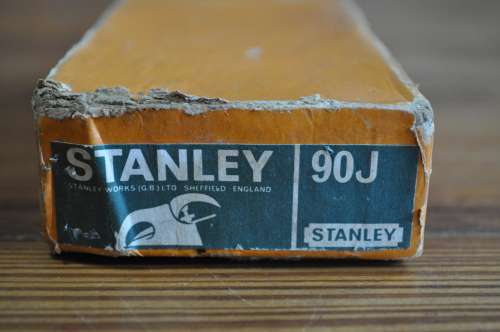 STANLEY
STANLEY WORKS (G.B.) LTD SHEFFIELD ENGLAND
90J
STANLEY